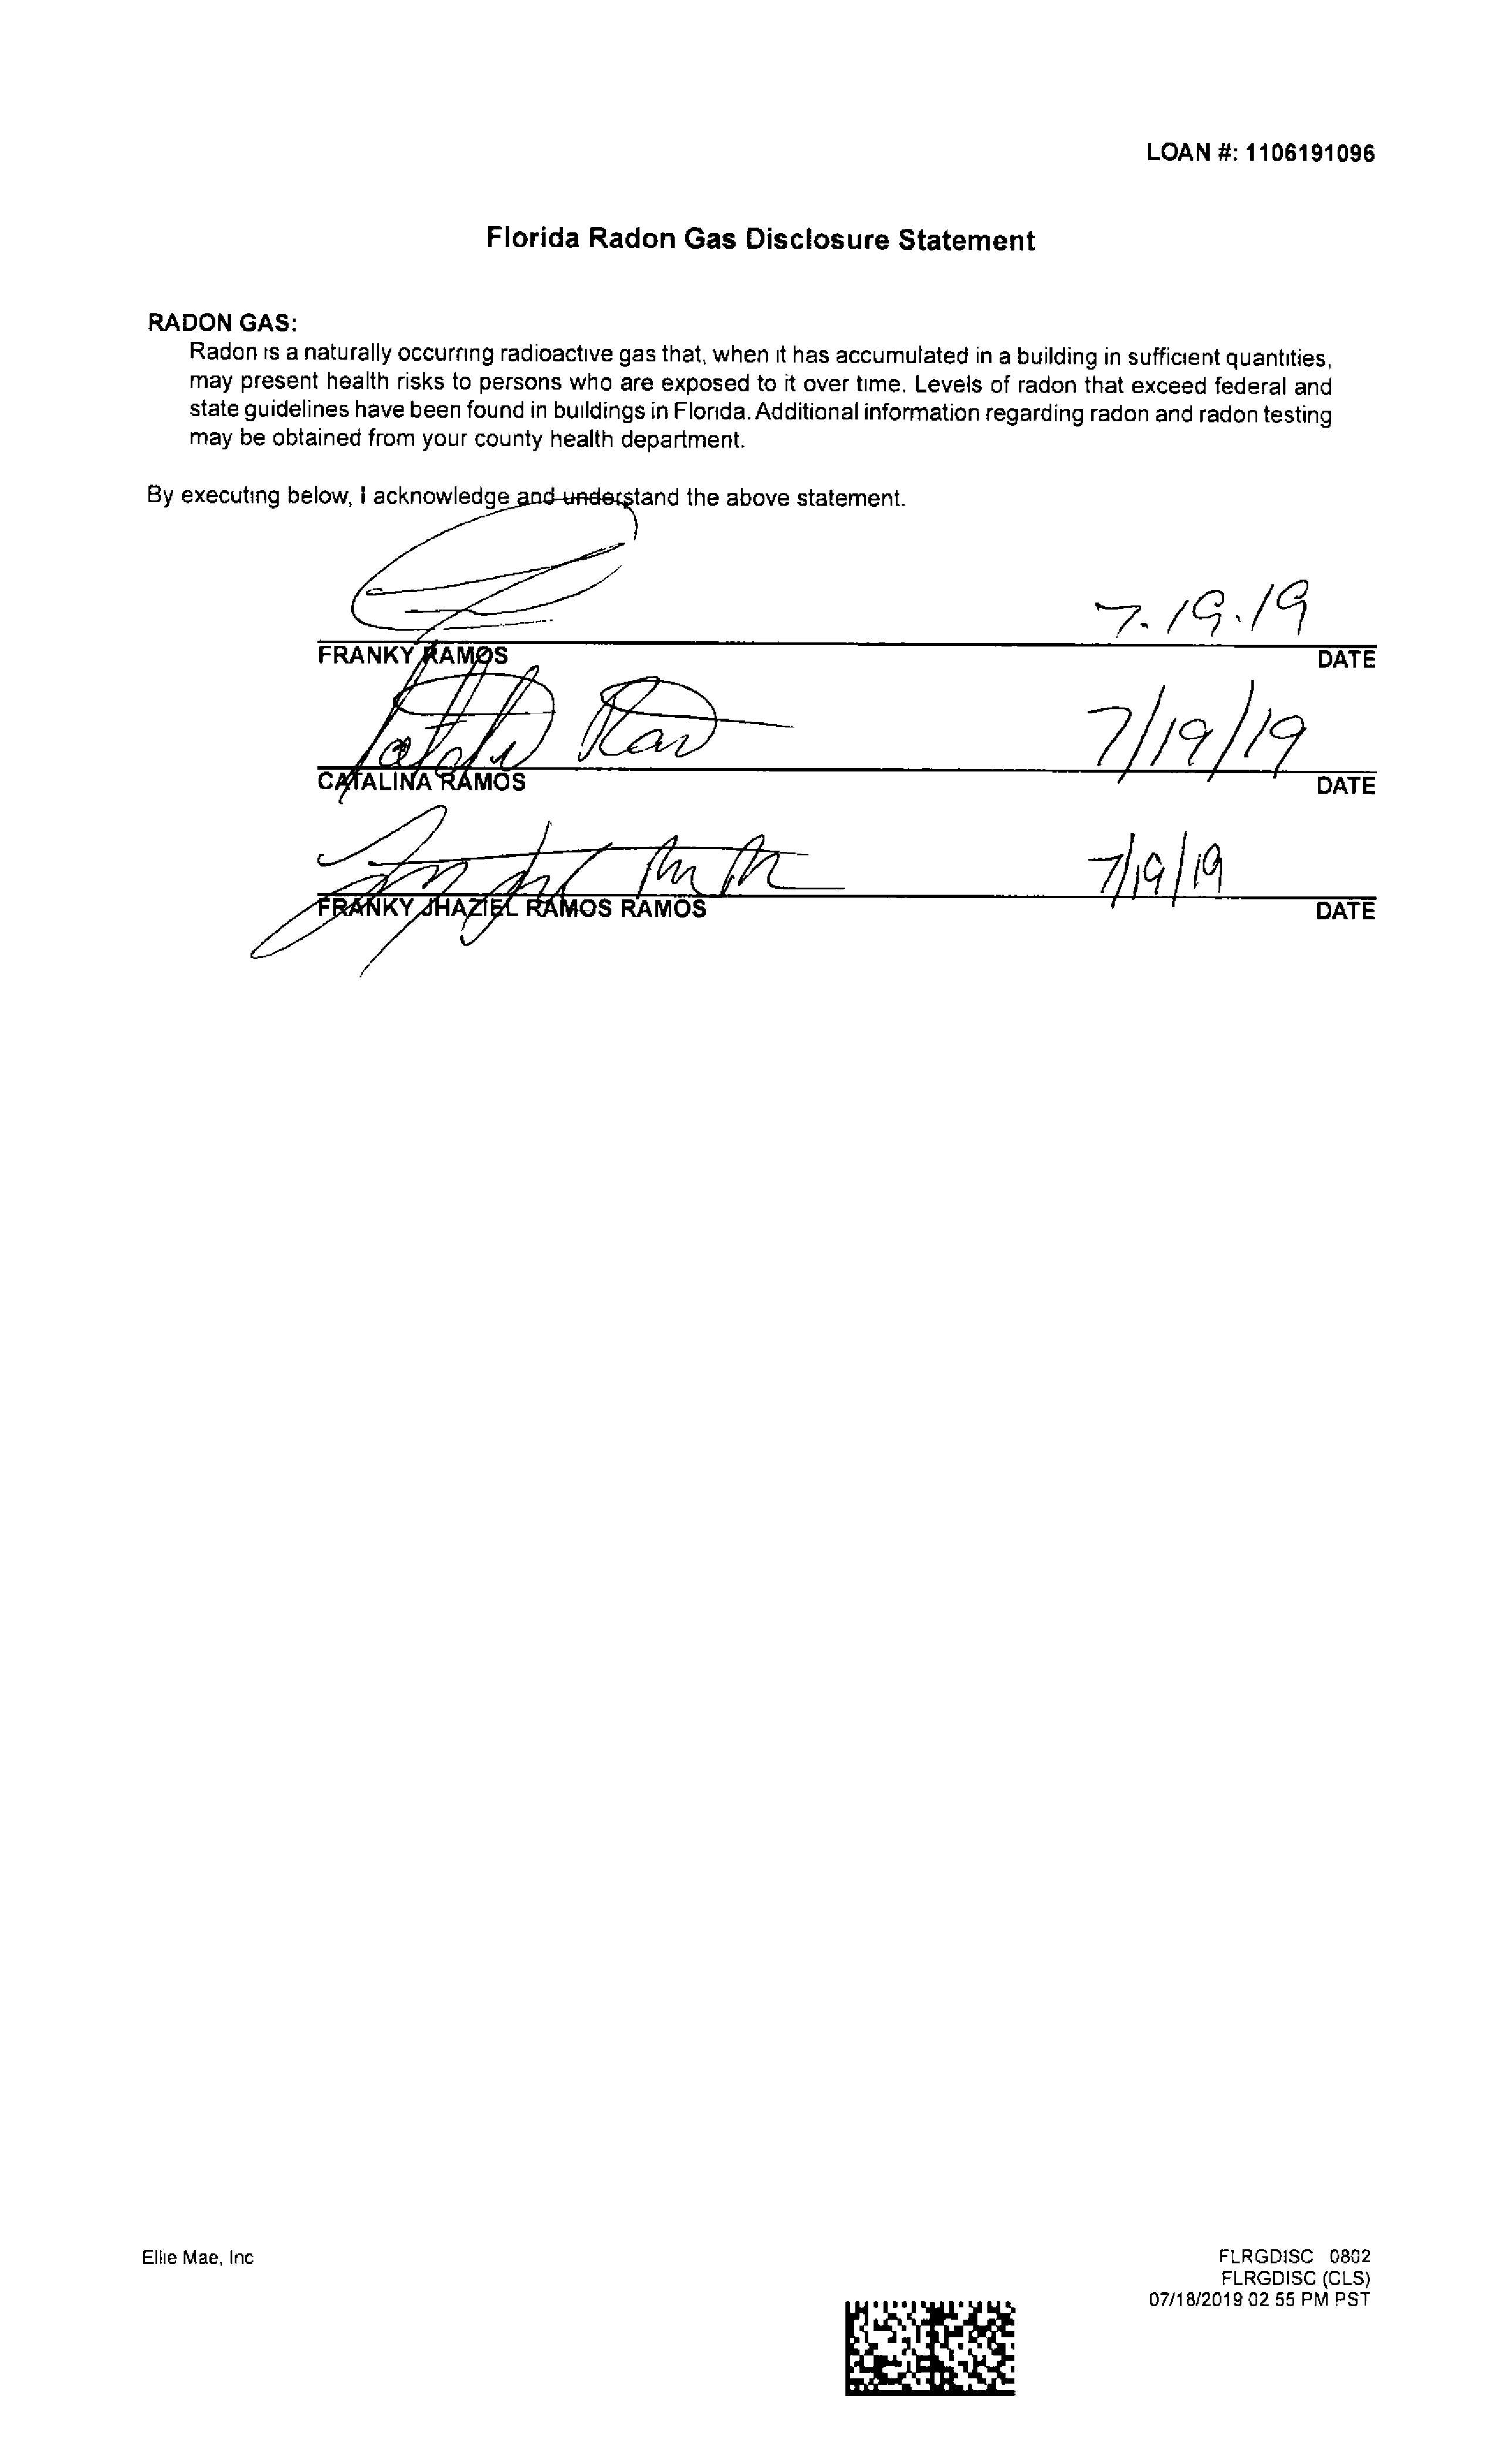 LOAN #: 1106191096
Florida Radon Gas Disclosure Statement
RADON GAS:
Radon is a naturally occurring radioactive gas that, when it has accumulated in a building in sufficient quantities,
may present health risks to persons who are exposed to it over time. Levels of radon that exceed federal and
state guidelines have been found in buildings in Florida. Additional information regarding radon and radon testing
may be obtained from your county health department.
By executing below, I acknowledge and understand the above statement.
7.19.19
FRANKY RAMOS DATE
7/19/19
CATALINA RAMOS DATE
7/19/19
FRANKY JHAZIEL RAMOS RAMOS DATE
Ellie Mae, Inc
FLRGDISC 0802
FLRGDISC (CLS)
07/18/2019 02 55 PM PST